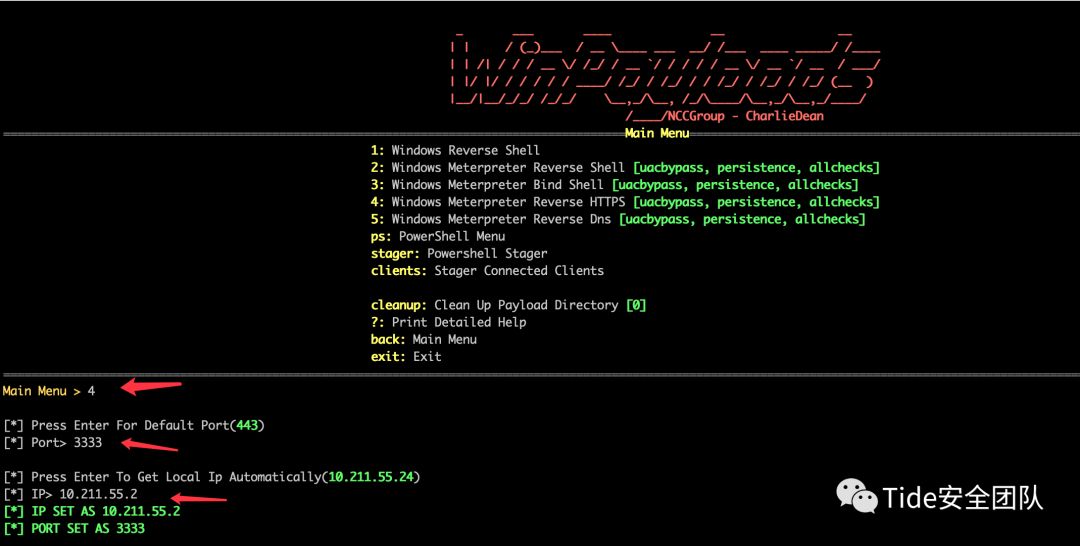 WinPayloads
/____/NCCGroup - CharlieDean
Main Menu
1: Windows Reverse Shell
2: Windows Meterpreter Reverse Shell [uacbypass, persistence, allchecks]
3: Windows Meterpreter Bind Shell [uacbypass, persistence, allchecks]
4: Windows Meterpreter Reverse HTTPS [uacbypass, persistence, allchecks]
5: Windows Meterpreter Reverse Dns [uacbypass, persistence, allchecks]
ps: PowerShell Menu
stager: Powershell Stager
clients: Stager Connected Clients
cleanup: Clean Up Payload Directory [0]
?: Print Detailed Help
back: Main Menu
exit: Exit
Main Menu > 4
[*] Press Enter For Default Port(443)
[*] Port> 3333
[*] Press Enter To Get Local Ip Automatically(10.211.55.24)
[*] IP> 10.211.55.2
[*] IP SET AS 10.211.55.2
[*] PORT SET AS 3333
Tide安全团队